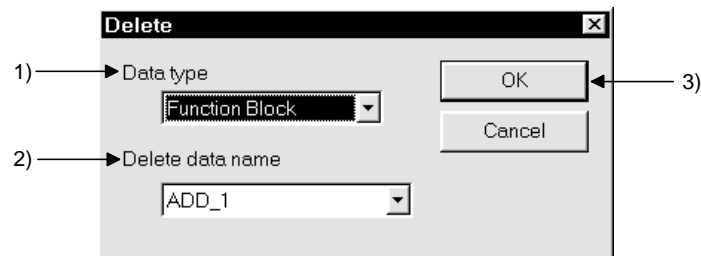 Delete
1) Data type
OK
3)
Function Block
Cancel
2) Delete data name
ADD_1